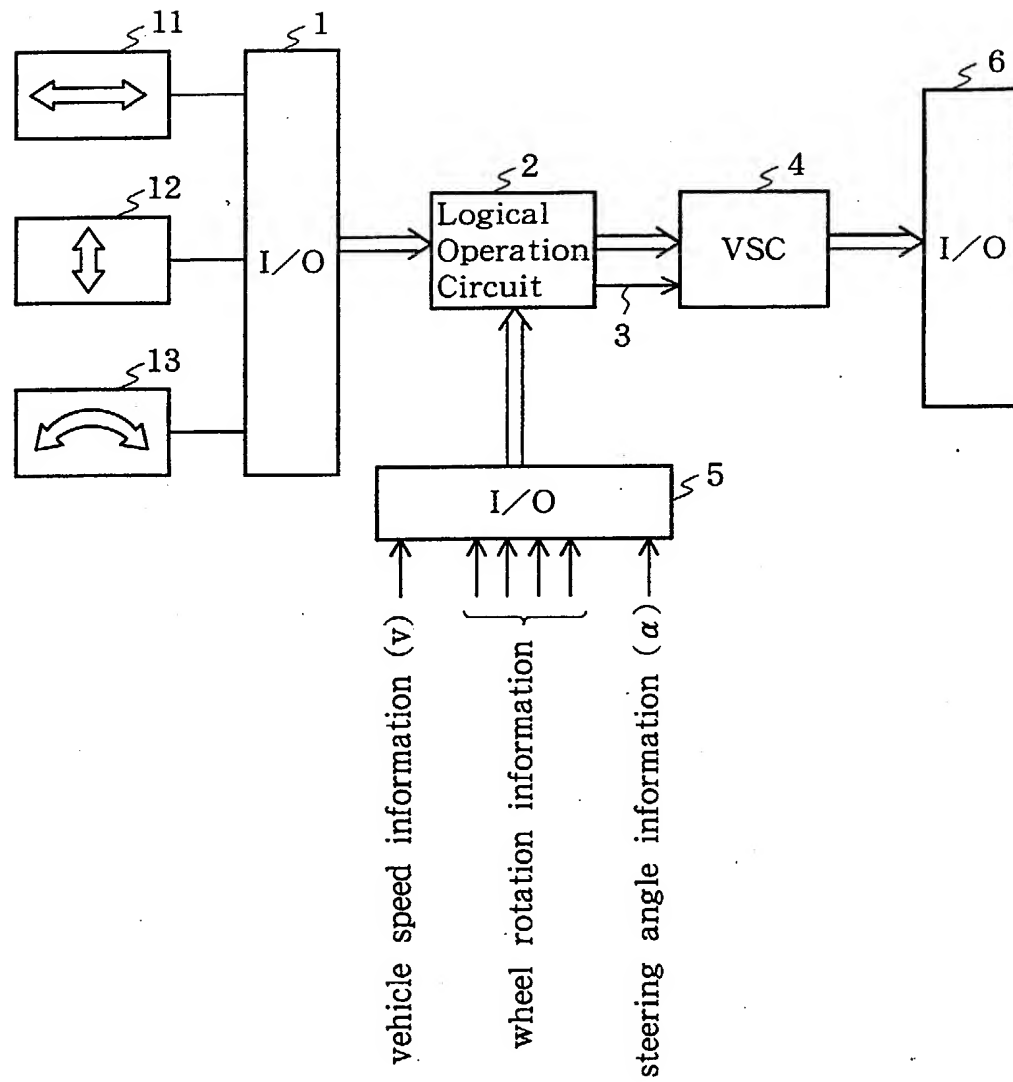 11
1
6
12
2
4
Logical
Operation
Circuit
VSC
I/O
I/O
3
13
5
I/O
vehicle speed information (v)
wheel rotation information
steering angle information (α)